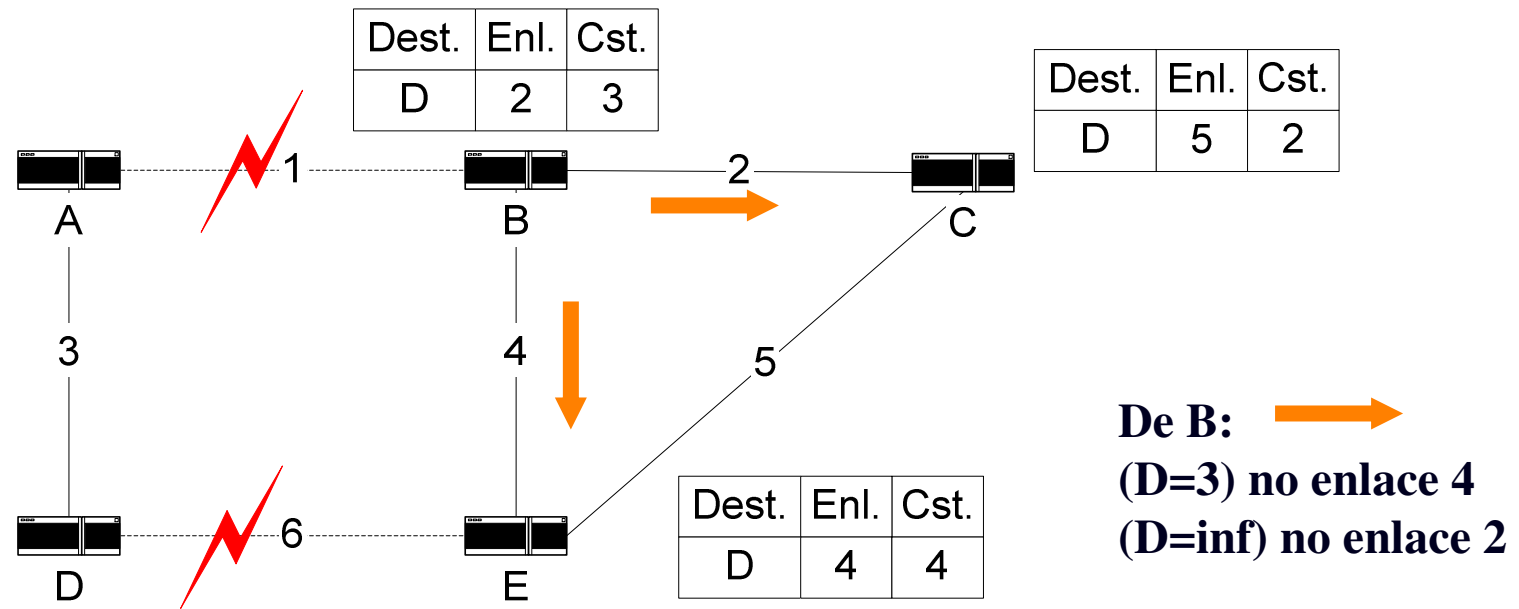 Dest. Enl. Cst.
D 2 3
Dest. Enl. Cst.
D 5 2
1
2
A
B
C
3
4
5
De B:
(D=3) no enlace 4
(D=inf) no enlace 2
Dest. Enl. Cst.
D 4 4
6
D
E